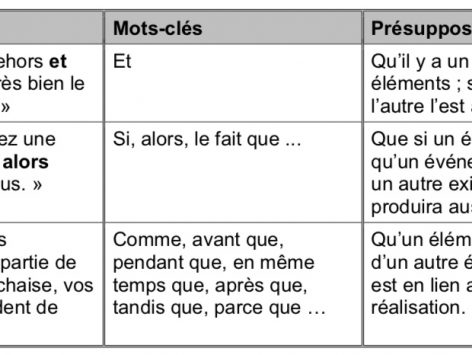 Mots-clés
Présuppos
ehors et
rès bien le
»
Et
Qu’il y a un
éléments ; s
l’autre l’est a
ez une
alors
us. »
Si, alors, le fait que ...
Que si un é
qu’un événe
un autre exi
produira aus
s
partie de
chaise, vos
dent de
Comme, avant que,
pendant que, en même
temps que, après que,
tandis que, parce que …
Qu’un élém
d’un autre é
est en lien a
réalisation.